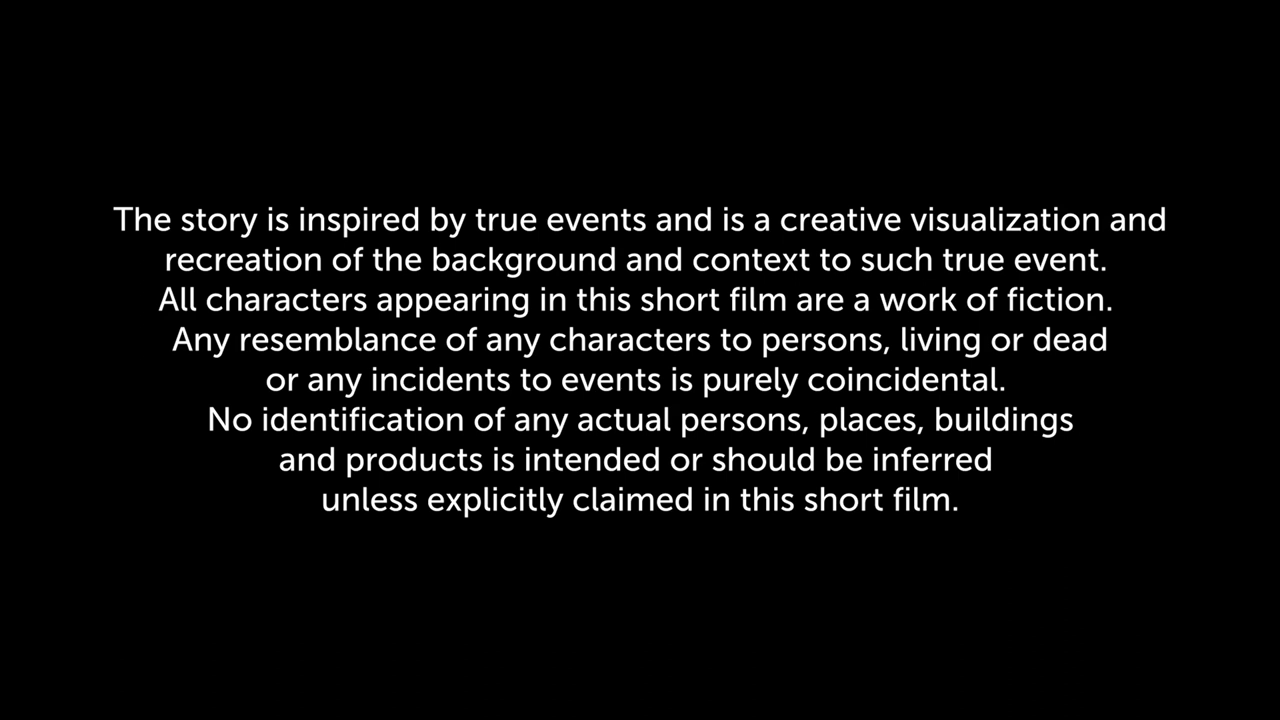 The story is inspired by true events and is a creative visualization and
recreation of the background and context to such true event.
All characters appearing in this short film are a work of fiction.
Any resemblance of any characters to persons, living or dead
or any incidents to events is purely coincidental.
No identification of any actual persons, places, buildings
and products is intended or should be inferred
unless explicitly claimed in this short film.